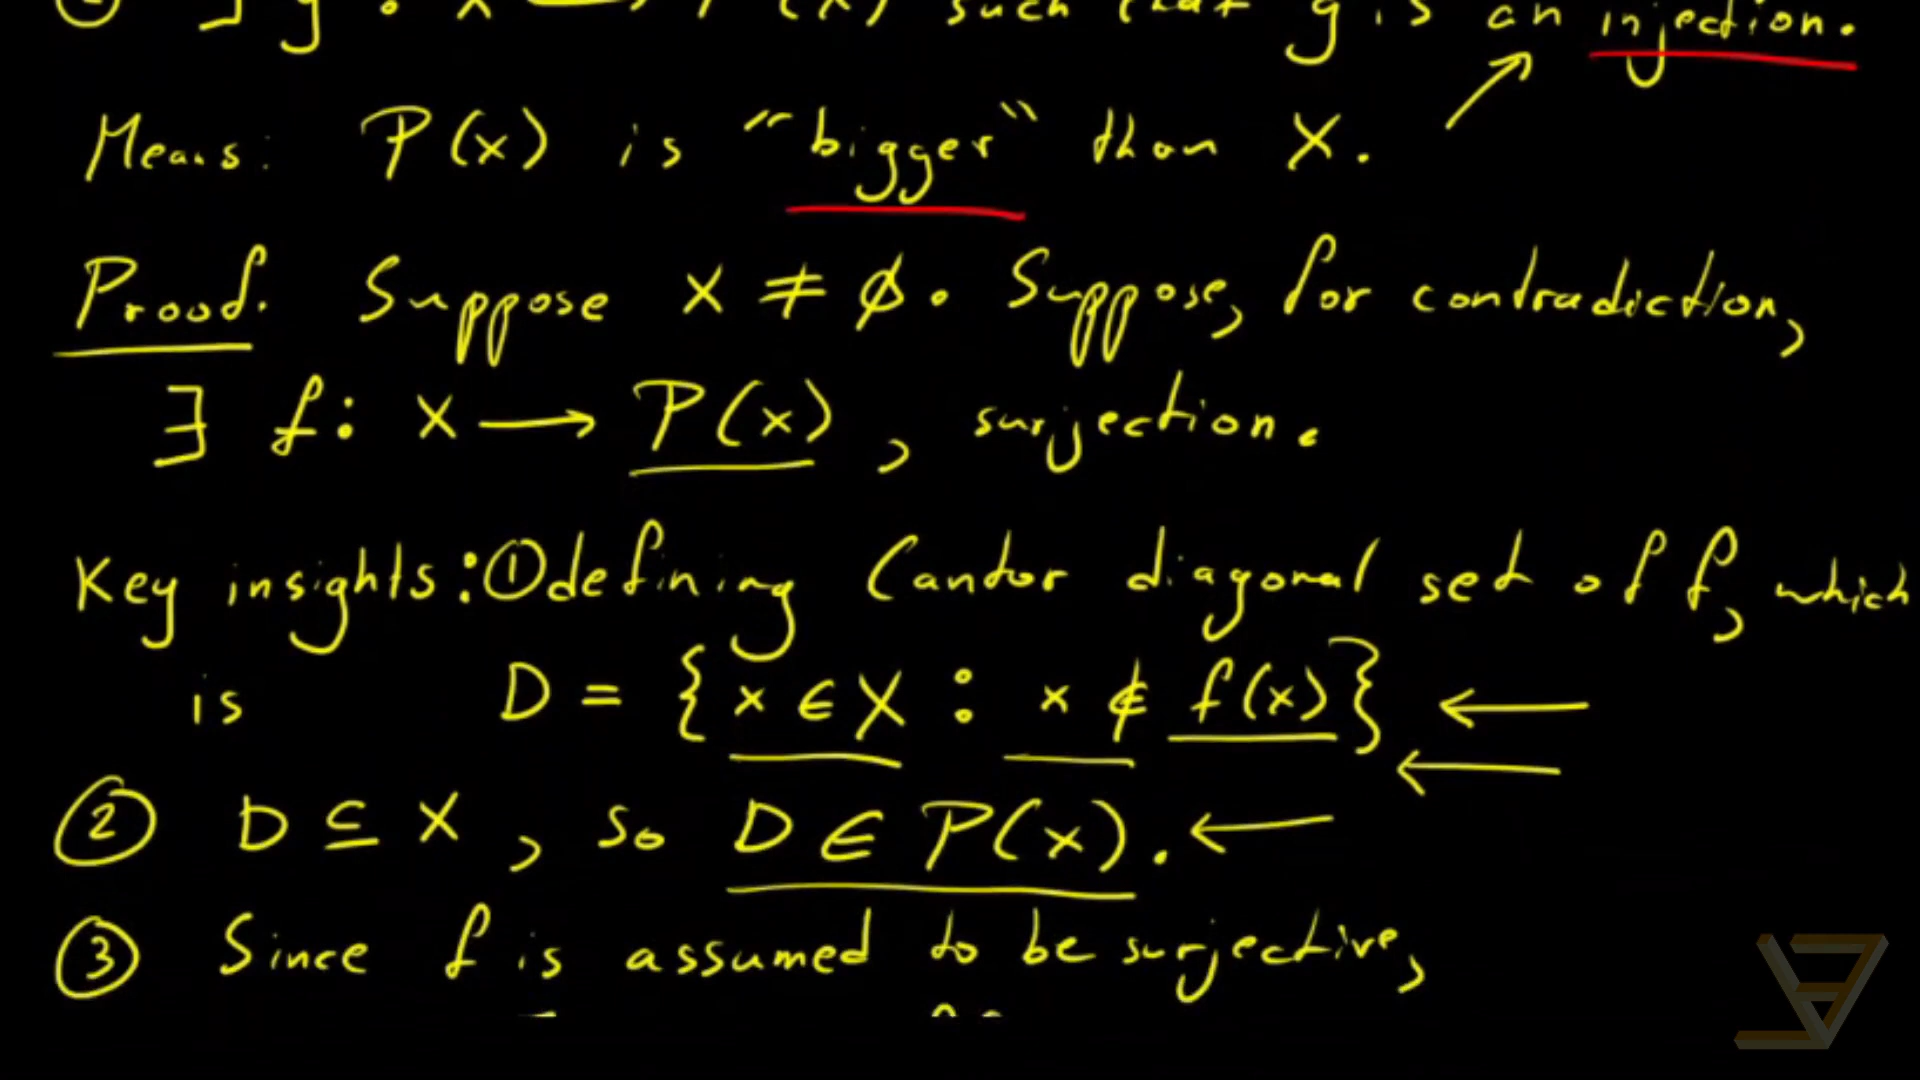 ② ∃ g : X ⟶ P(X) such that g is an injection.
Means: P(X) is "bigger" than X.
Proof. Suppose X ≠ ∅. Suppose, for contradiction,
∃ f: X ⟶ P(X), surjection.
Key insights: ① defining Cantor diagonal set of f, which
is D = {x ∈ X : x ∉ f(x)} ⟵
⟵
② D ⊆ X, so D ∈ P(X). ⟵
③ Since f is assumed to be surjective,